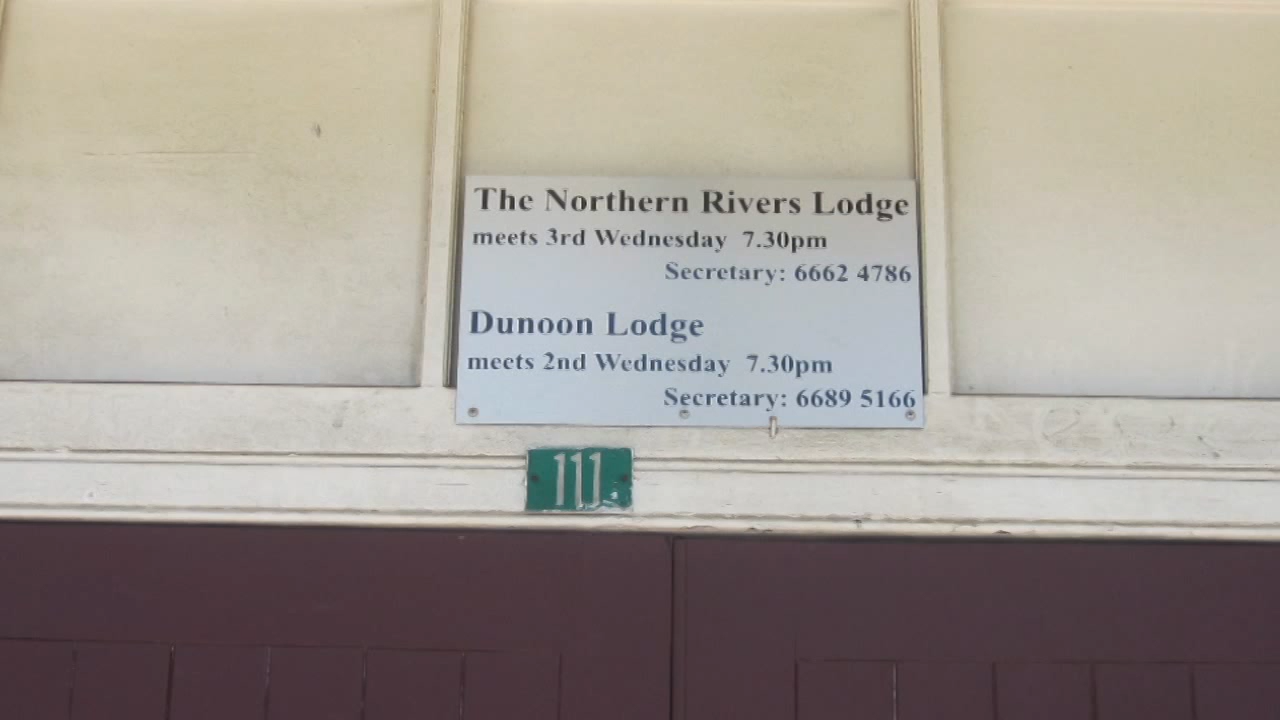 The Northern Rivers Lodge
meets 3rd Wednesday 7.30pm
Secretary: 6662 4786
Dunoon Lodge
meets 2nd Wednesday 7.30pm
Secretary: 6689 5166
111